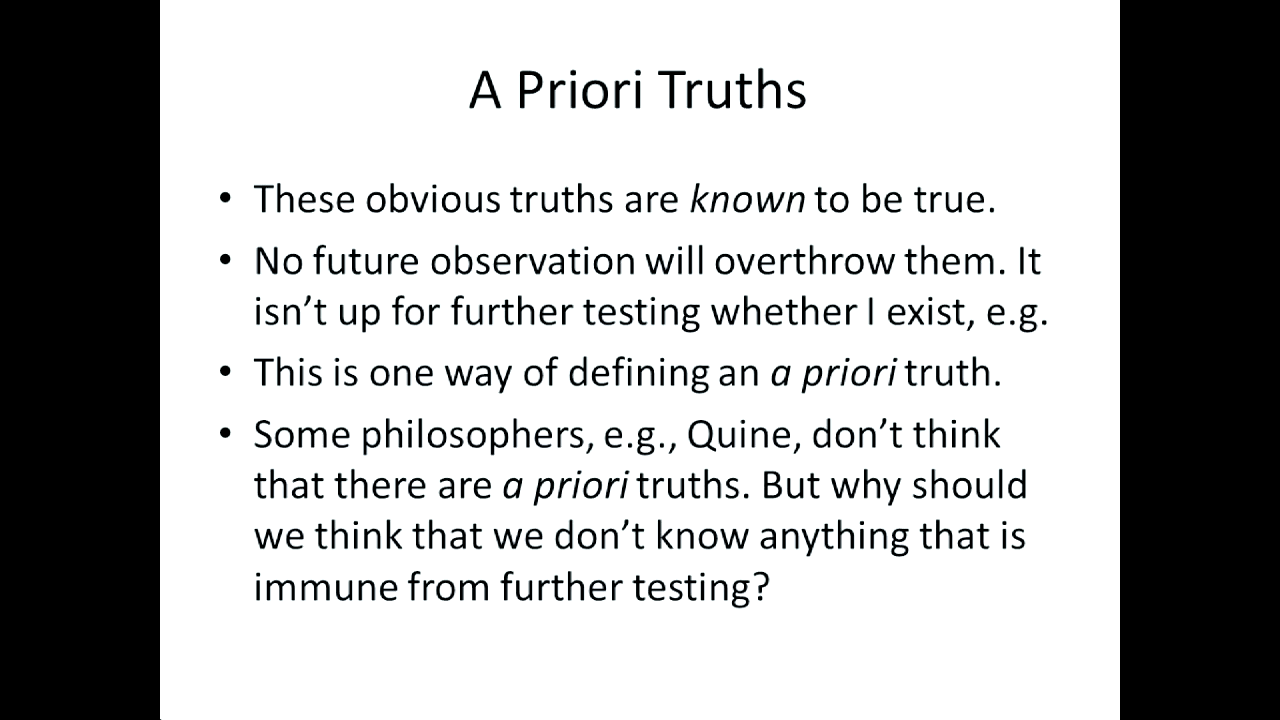 A Priori Truths
• These obvious truths are known to be true.
• No future observation will overthrow them. It
isn’t up for further testing whether I exist, e.g.
• This is one way of defining an a priori truth.
• Some philosophers, e.g., Quine, don’t think
that there are a priori truths. But why should
we think that we don’t know anything that is
immune from further testing?